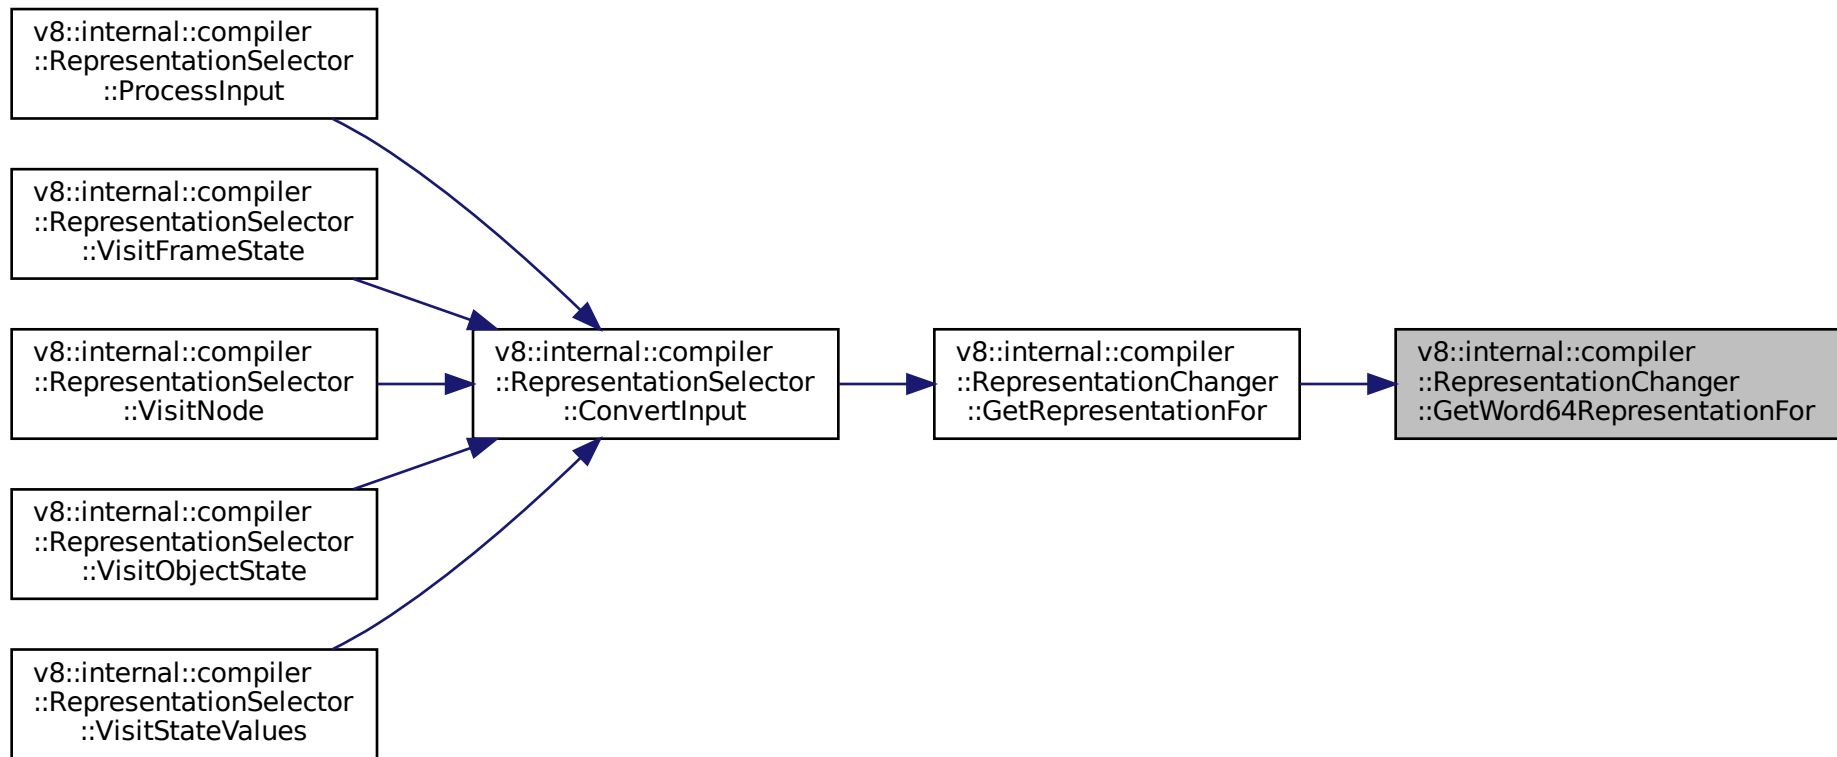 v8::internal::compiler
::RepresentationSelector
::ProcessInput
v8::internal::compiler
::RepresentationSelector
::VisitFrameState
v8::internal::compiler
::RepresentationSelector
::VisitNode
v8::internal::compiler
::RepresentationSelector
::VisitObjectState
v8::internal::compiler
::RepresentationSelector
::VisitStateValues
v8::internal::compiler
::RepresentationSelector
::ConvertInput
v8::internal::compiler
::RepresentationChanger
::GetRepresentationFor
v8::internal::compiler
::RepresentationChanger
::GetWord64RepresentationFor